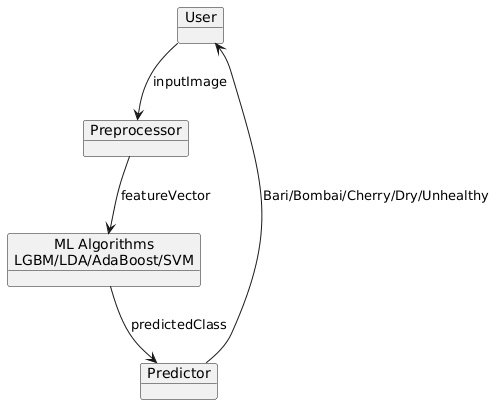 User
inputImage
Preprocessor
featureVector
Bari/Bombai/Cherry/Dry/Unhealthy
ML Algorithms
LGBM/LDA/AdaBoost/SVM
predictedClass
Predictor